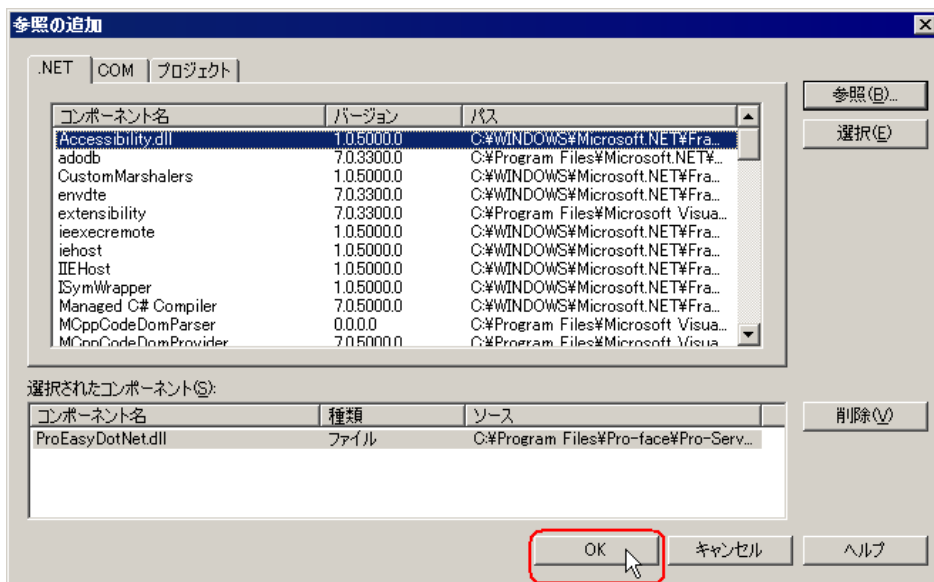 参照の追加
.NET COM プロジェクト
参照(B)...
選択(E)
コンポーネント名 バージョン パス
Accessibility.dll 1.0.5000.0 C:¥WINDOWS¥Microsoft.NET¥Fra...
adodb 7.0.3300.0 C:¥Program Files¥Microsoft.NET¥...
CustomMarshalers 1.0.5000.0 C:¥WINDOWS¥Microsoft.NET¥Fra...
envdte 7.0.3300.0 C:¥WINDOWS¥Microsoft.NET¥Fra...
extensibility 7.0.3300.0 C:¥Program Files¥Microsoft Visua...
ieexecremote 1.0.5000.0 C:¥WINDOWS¥Microsoft.NET¥Fra...
iehost 1.0.5000.0 C:¥WINDOWS¥Microsoft.NET¥Fra...
IIEHost 1.0.5000.0 C:¥WINDOWS¥Microsoft.NET¥Fra...
ISymWrapper 1.0.5000.0 C:¥WINDOWS¥Microsoft.NET¥Fra...
Managed C# Compiler 7.0.5000.0 C:¥WINDOWS¥Microsoft.NET¥Fra...
MCppCodeDomParser 0.0.0.0 C:¥Program Files¥Microsoft Visua...
MCppCodeDomProvider 7.0.5000.0 C:¥Program Files¥Microsoft Visua...
選択されたコンポーネント(S):
コンポーネント名 種類 ソース
ProEasyDotNet.dll ファイル C:¥Program Files¥Pro-face¥Pro-Serv...
削除(V)
OK キャンセル ヘルプ